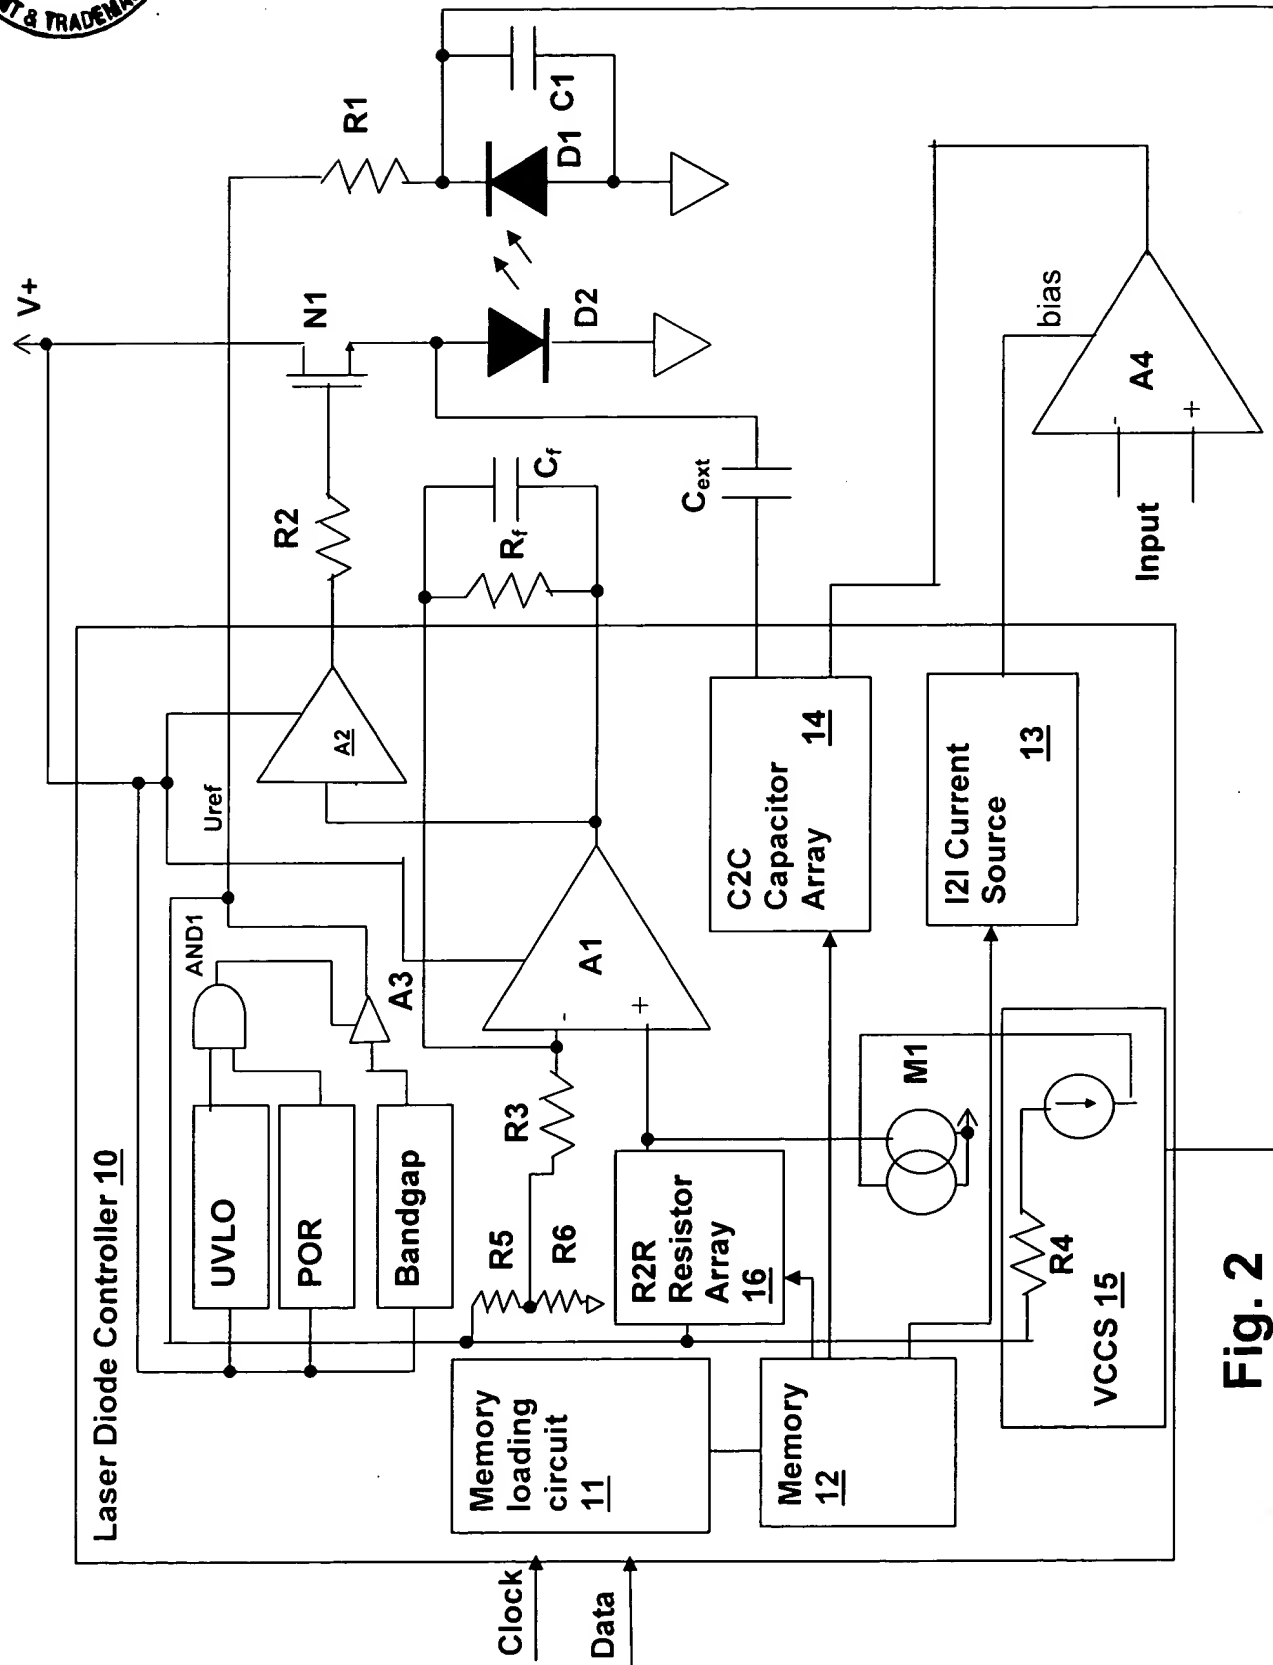 T & TRADEMA
Laser Diode Controller 10
Clock
Data
Memory
loading
circuit
11
Memory
12
UVLO
POR
Bandgap
AND1
A3
Uref
A2
R2
N1
V+
R1
D1
C1
D2
R5
R6
R3
-
+
A1
Rf
Cf
Cext
R2R
Resistor
Array
16
M1
R4
VCCS 15
C2C
Capacitor
Array
14
I2I Current
Source
13
Input
-
+
A4
bias
Fig. 2